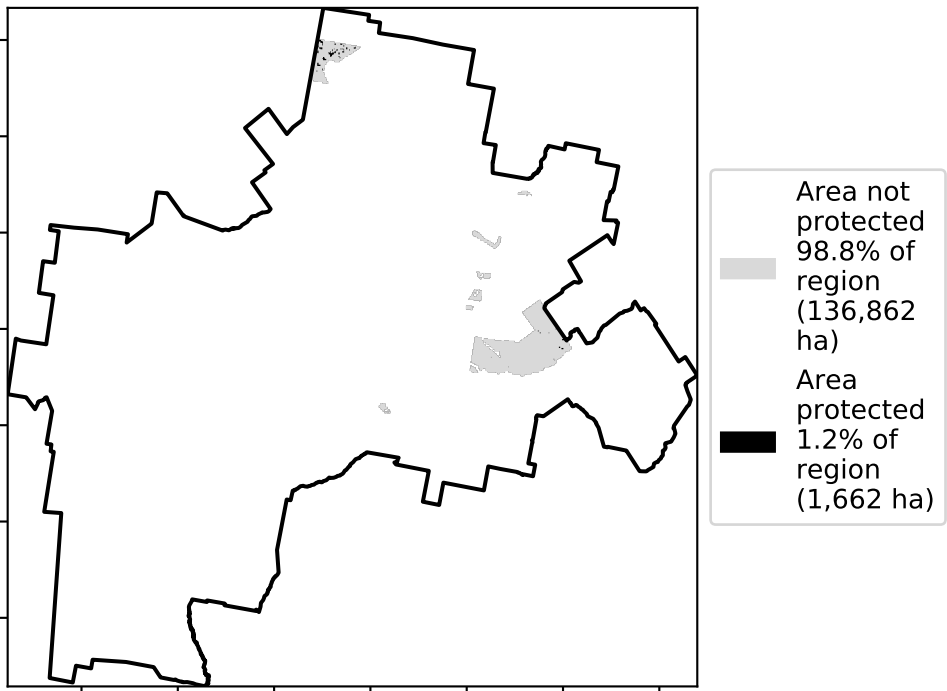 Area not
protected
98.8% of
region
(136,862
ha)
Area
protected
1.2% of
region
(1,662 ha)